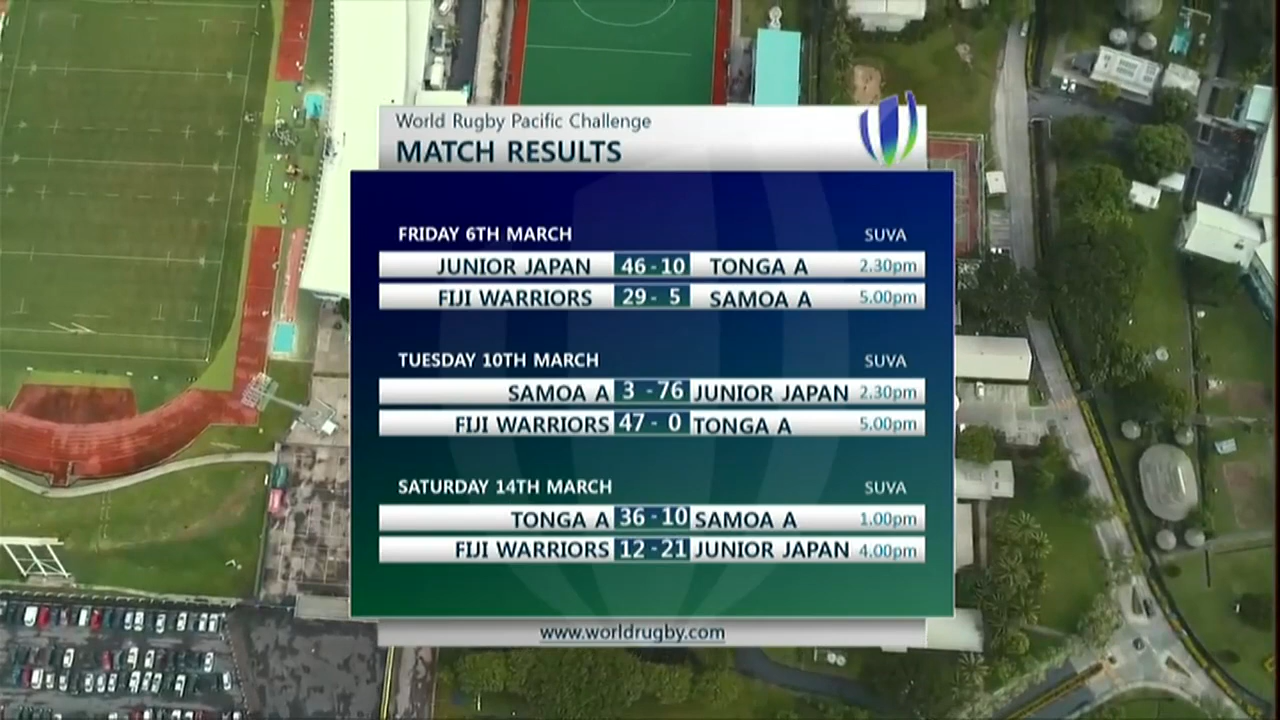 World Rugby Pacific Challenge
MATCH RESULTS
FRIDAY 6TH MARCH SUVA
JUNIOR JAPAN 46 - 10 TONGA A 2.30pm
FIJI WARRIORS 29 - 5 SAMOA A 5.00pm
TUESDAY 10TH MARCH SUVA
SAMOA A 3 - 76 JUNIOR JAPAN 2.30pm
FIJI WARRIORS 47 - 0 TONGA A 5.00pm
SATURDAY 14TH MARCH SUVA
TONGA A 36 - 10 SAMOA A 1.00pm
FIJI WARRIORS 12 - 21 JUNIOR JAPAN 4.00pm
www.worldrugby.com